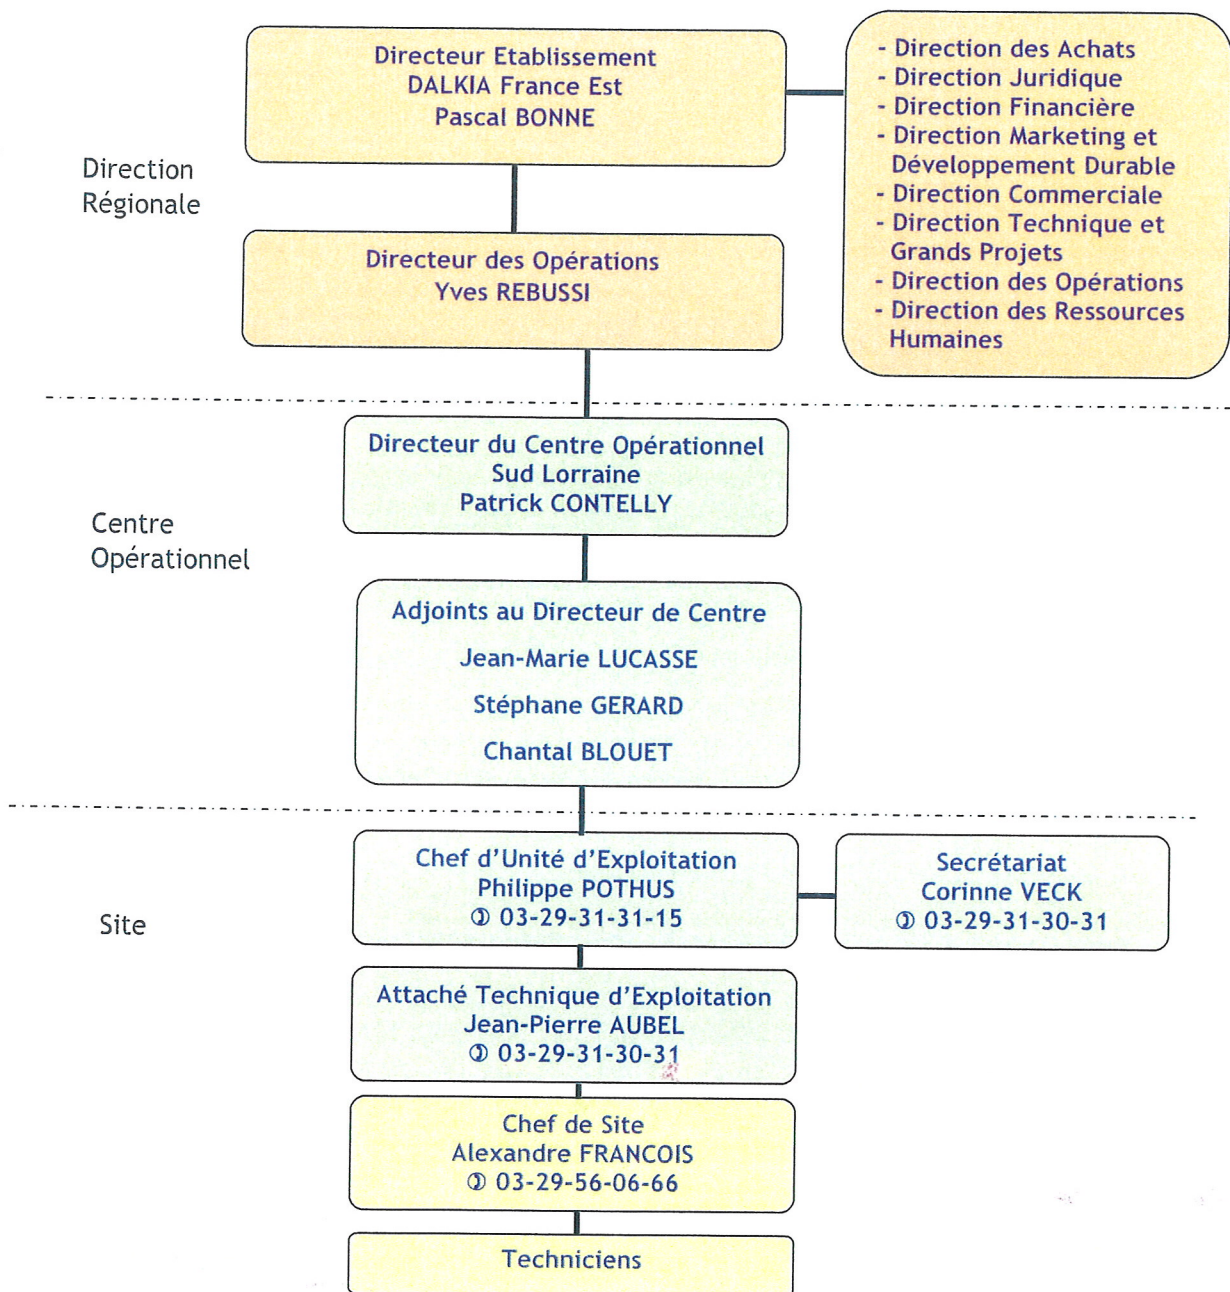 Directeur Etablissement
DALKIA France Est
Pascal BONNE
- Direction des Achats
- Direction Juridique
- Direction Financière
- Direction Marketing et
Développement Durable
- Direction Commerciale
- Direction Technique et
Grands Projets
- Direction des Opérations
- Direction des Ressources
Humaines
Direction
Régionale
Directeur des Opérations
Yves REBUSSI
Directeur du Centre Opérationnel
Sud Lorraine
Patrick CONTELLY
Centre
Opérationnel
Adjoints au Directeur de Centre
Jean-Marie LUCASSE
Stéphane GERARD
Chantal BLOUET
Site
Chef d'Unité d'Exploitation
Philippe POTHUS
03-29-31-31-15
Secrétariat
Corinne VECK
03-29-31-30-31
Attaché Technique d'Exploitation
Jean-Pierre AUBEL
03-29-31-30-31
Chef de Site
Alexandre FRANCOIS
03-29-56-06-66
Techniciens